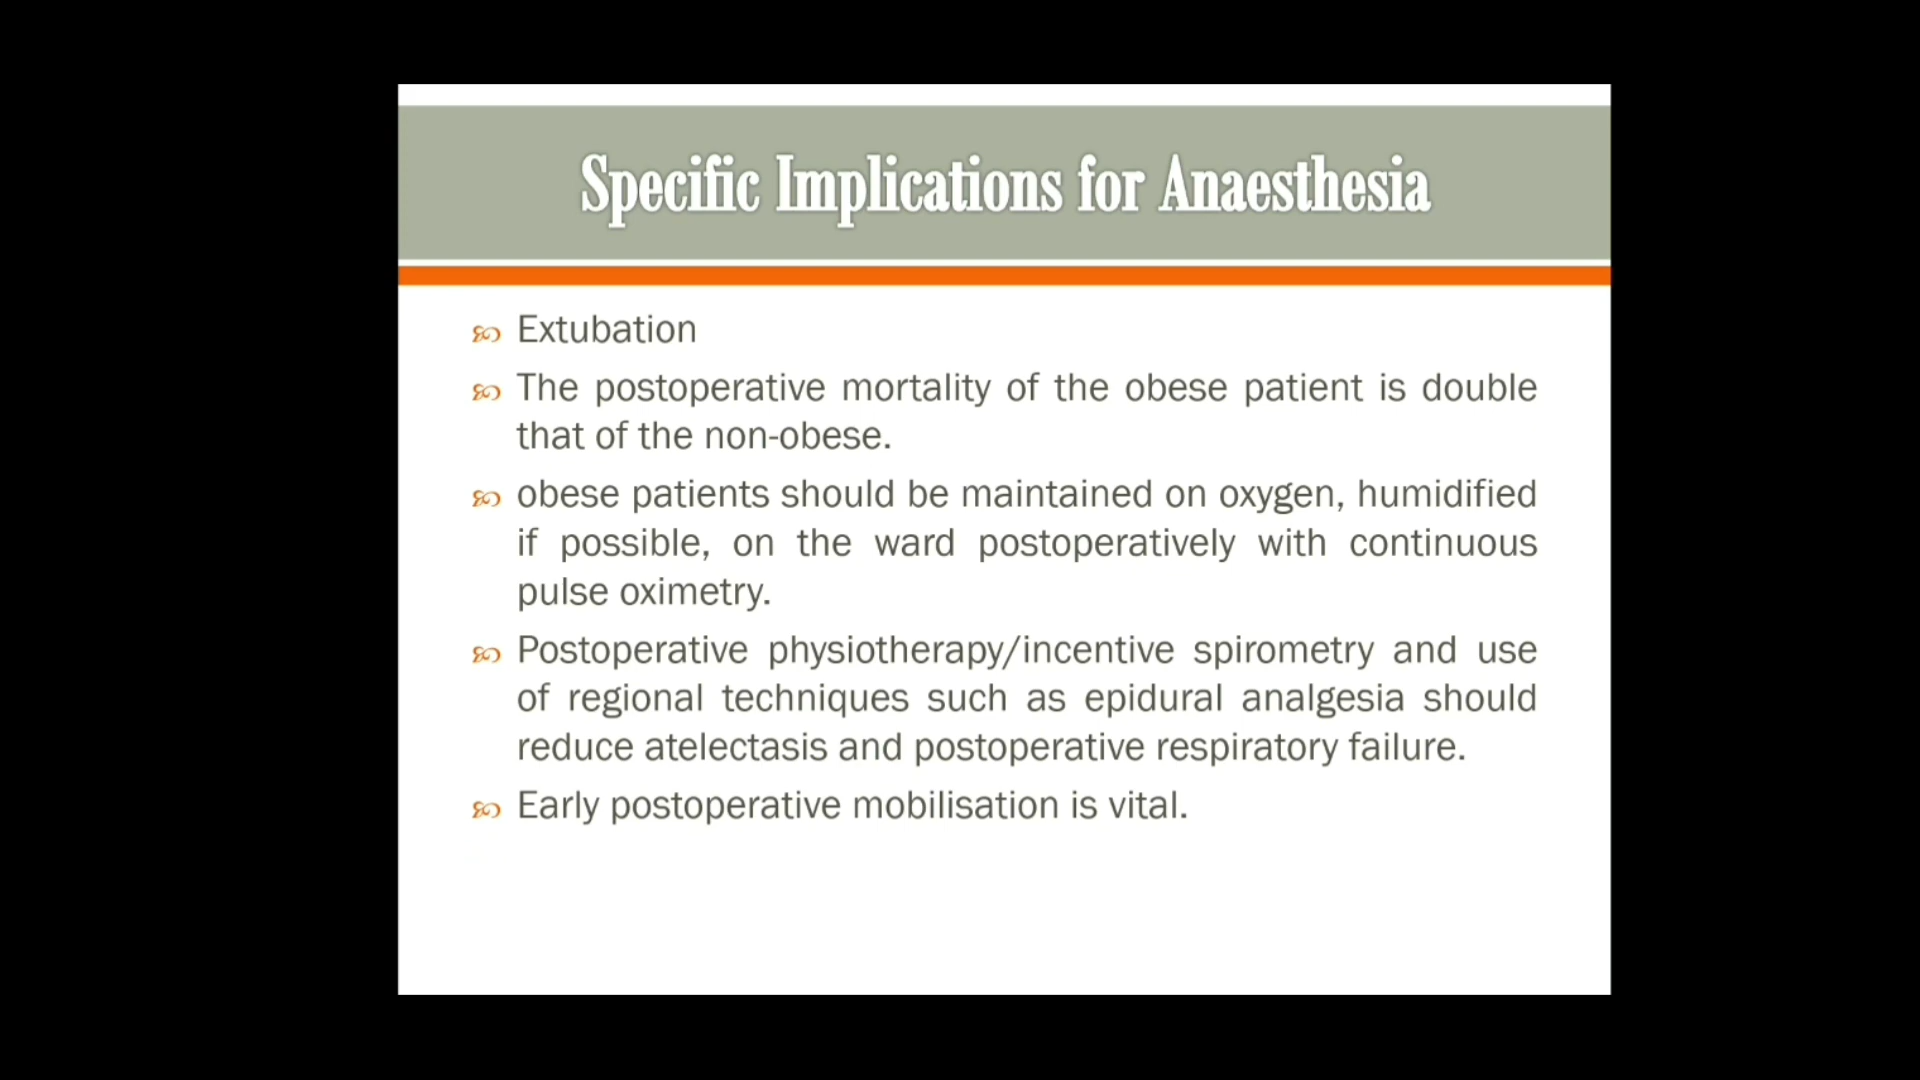 Specific Implications for Anaesthesia
Extubation
The postoperative mortality of the obese patient is double
that of the non-obese.
obese patients should be maintained on oxygen, humidified
if possible, on the ward postoperatively with continuous
pulse oximetry.
Postoperative physiotherapy/incentive spirometry and use
of regional techniques such as epidural analgesia should
reduce atelectasis and postoperative respiratory failure.
Early postoperative mobilisation is vital.